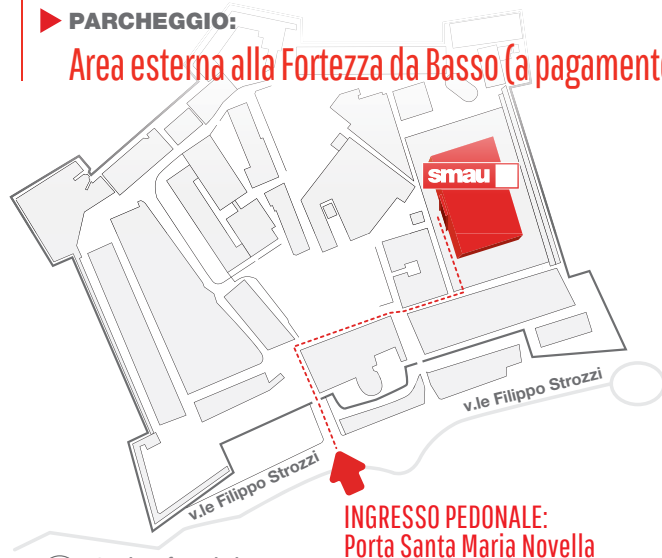 PARCHEGGIO:
Area esterna alla Fortezza da Basso (a pagamento
smau
v.le Filippo Strozzi
v.le Filippo Strozzi
INGRESSO PEDONALE:
Porta Santa Maria Novella